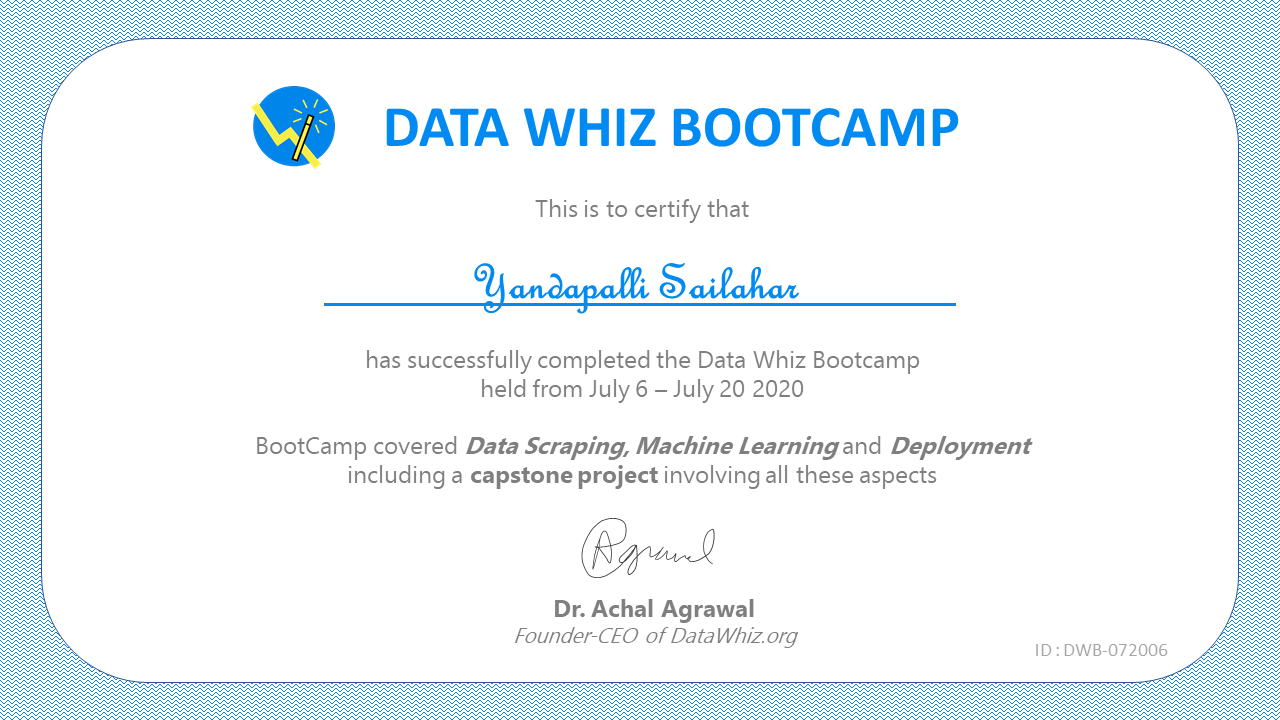 DATA WHIZ BOOTCAMP
This is to certify that
Yandapalli Sailahar
has successfully completed the Data Whiz Bootcamp
held from July 6 – July 20 2020
BootCamp covered Data Scraping, Machine Learning and Deployment
including a capstone project involving all these aspects
Agrawal
Dr. Achal Agrawal
Founder-CEO of DataWhiz.org
ID : DWB-072006